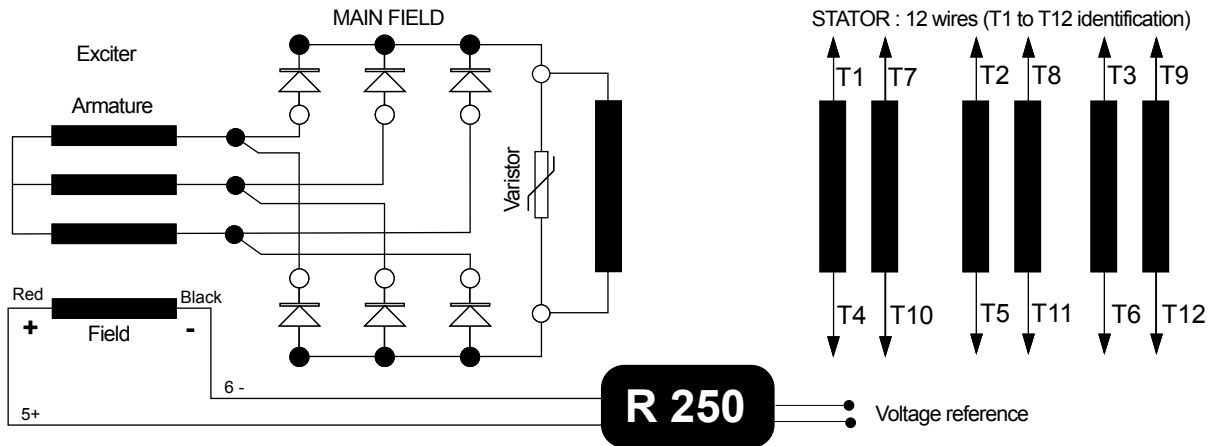 MAIN FIELD
STATOR : 12 wires (T1 to T12 identification)
Exciter
Armature
T1 T7 T2 T8 T3 T9
Varistor
Red Black
+ -
Field
T4 T10 T5 T11 T6 T12
6 -
5+
R 250
Voltage reference